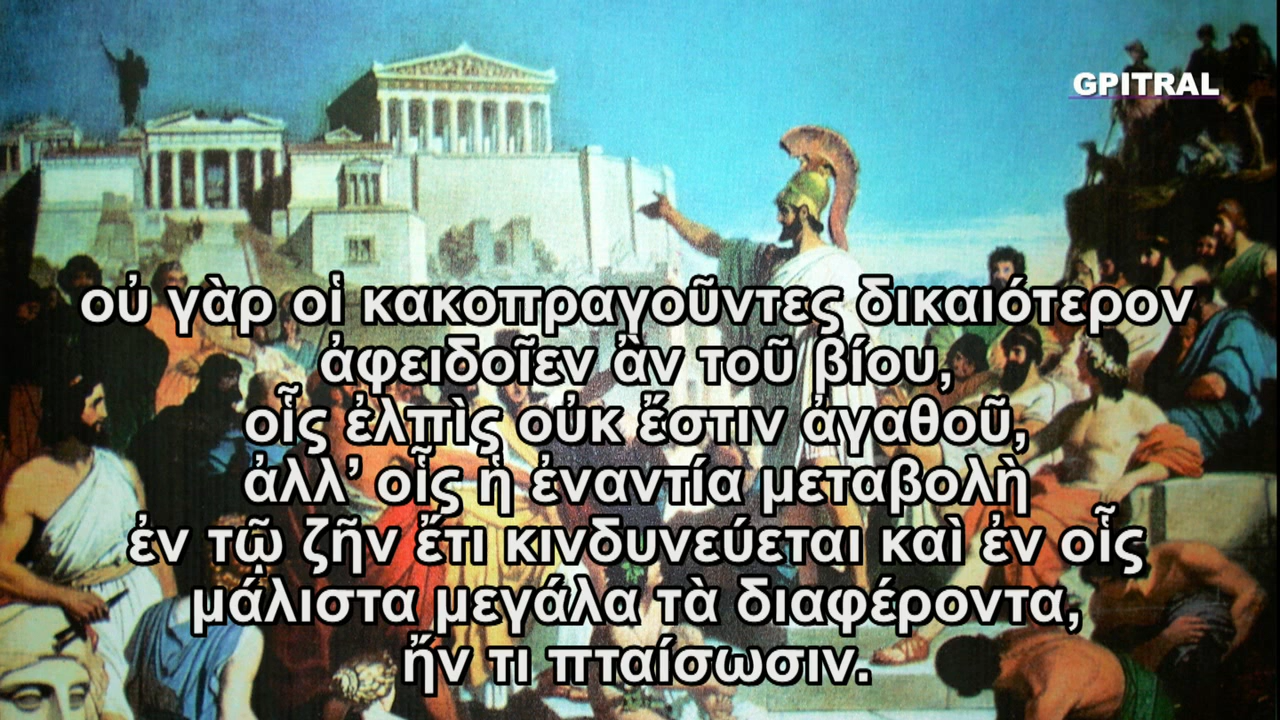 GPITRAL
οὐ γὰρ οἱ κακοπραγοῦντες δικαιότερον
ἀφειδοῖεν ἂν τοῦ βίου,
οἷς ἐλπὶς οὐκ ἔστιν ἀγαθοῦ,
ἀλλ’ οἷς ἡ ἐναντία μεταβολὴ
ἐν τῷ ζῆν ἔτι κινδυνεύεται καὶ ἐν οἷς
μάλιστα μεγάλα τὰ διαφέροντα,
ἤν τι πταίσωσιν.